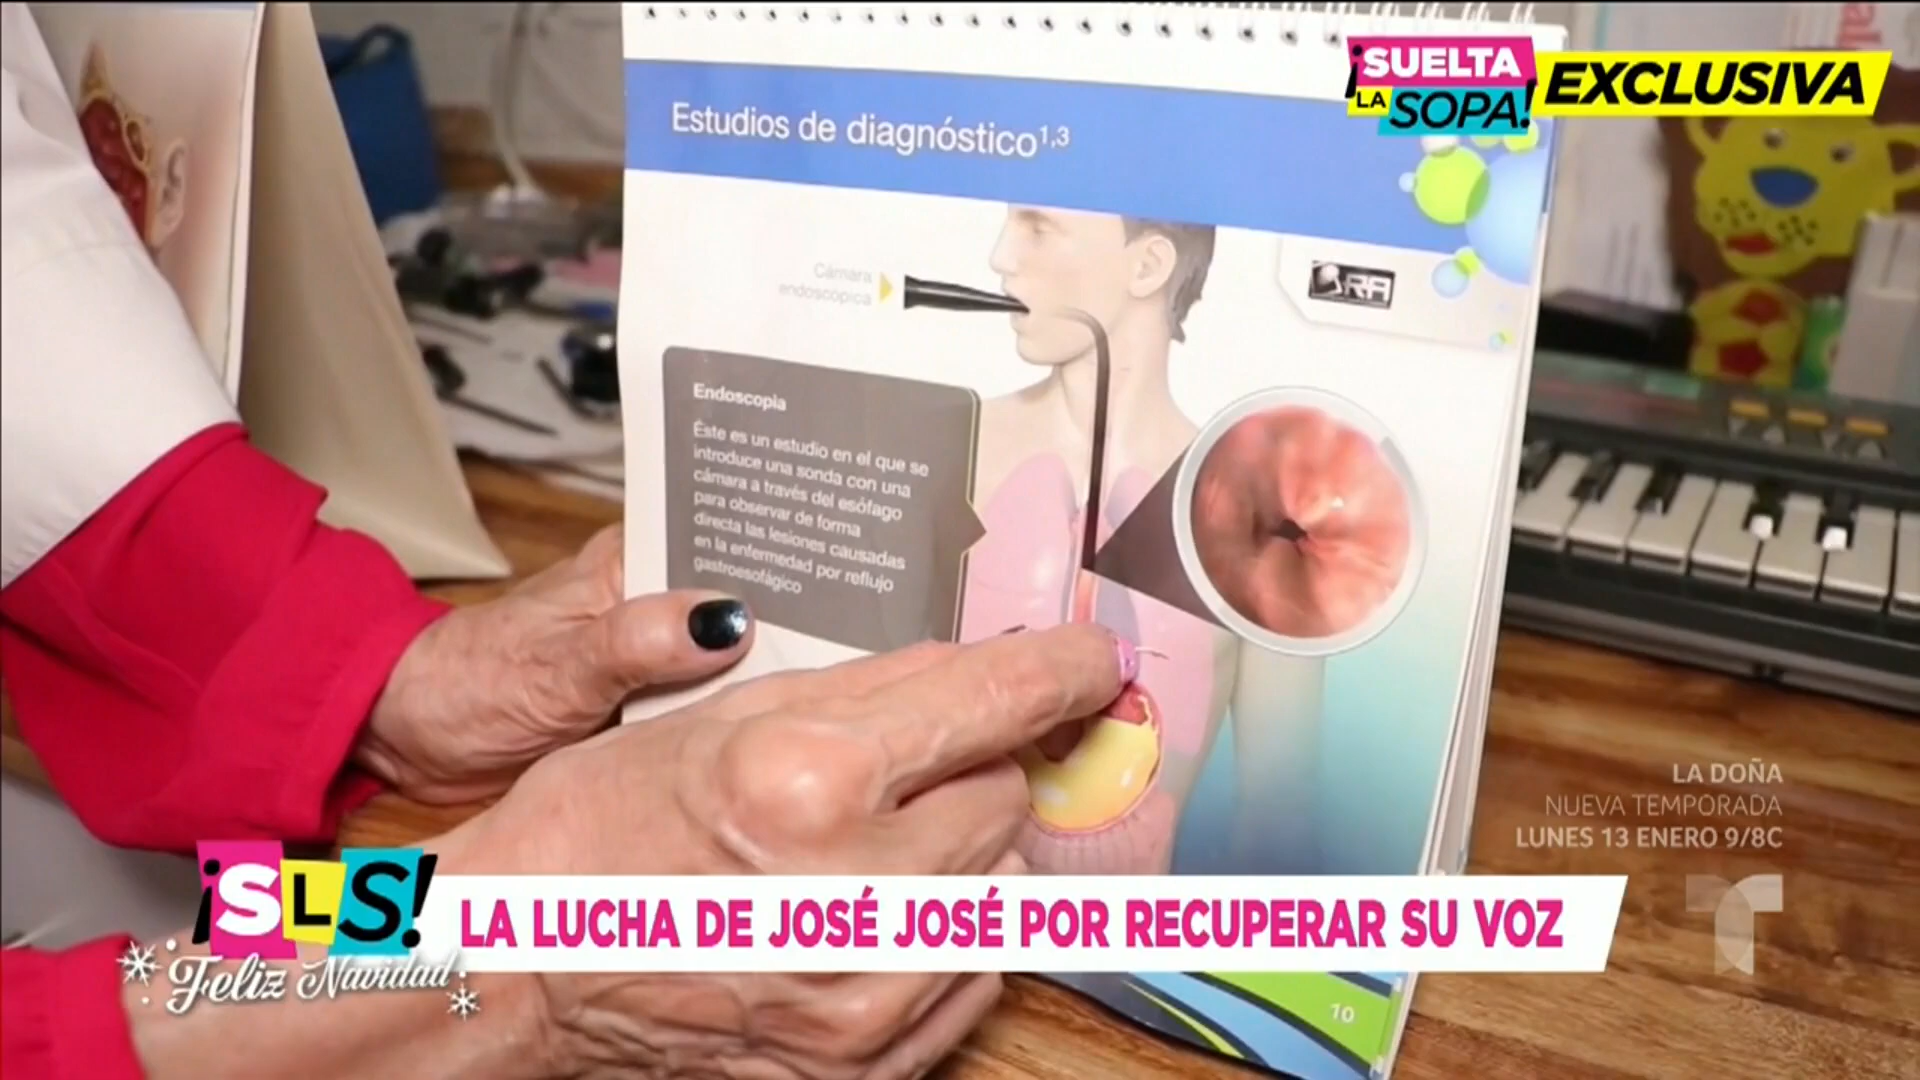 ¡SUELTA
LA SOPA!
EXCLUSIVA
Estudios de diagnóstico1,3
Cámara
endoscópica
Endoscopia
Éste es un estudio en el que se
introduce una sonda con una
cámara a través del esófago
para observar de forma
directa las lesiones causadas
en la enfermedad por reflujo
gastroesofágico
LA DOÑA
NUEVA TEMPORADA
LUNES 13 ENERO 9/8C
¡SLS!
Feliz Navidad
LA LUCHA DE JOSÉ JOSÉ POR RECUPERAR SU VOZ
10